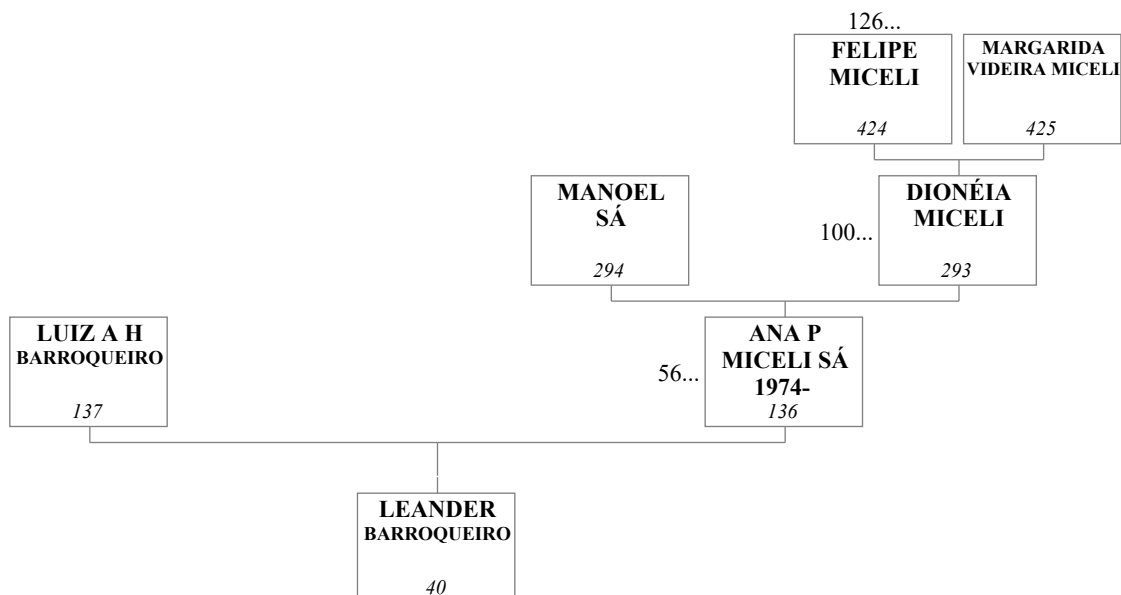 126...
FELIPE
MICELI
424
MARGARIDA
VIDEIRA MICELI
425
MANOEL
SÁ
294
100...
DIONÉIA
MICELI
293
LUIZ A H
BARROQUEIRO
137
56...
ANA P
MICELI SÁ
1974-
136
LEANDER
BARROQUEIRO
40